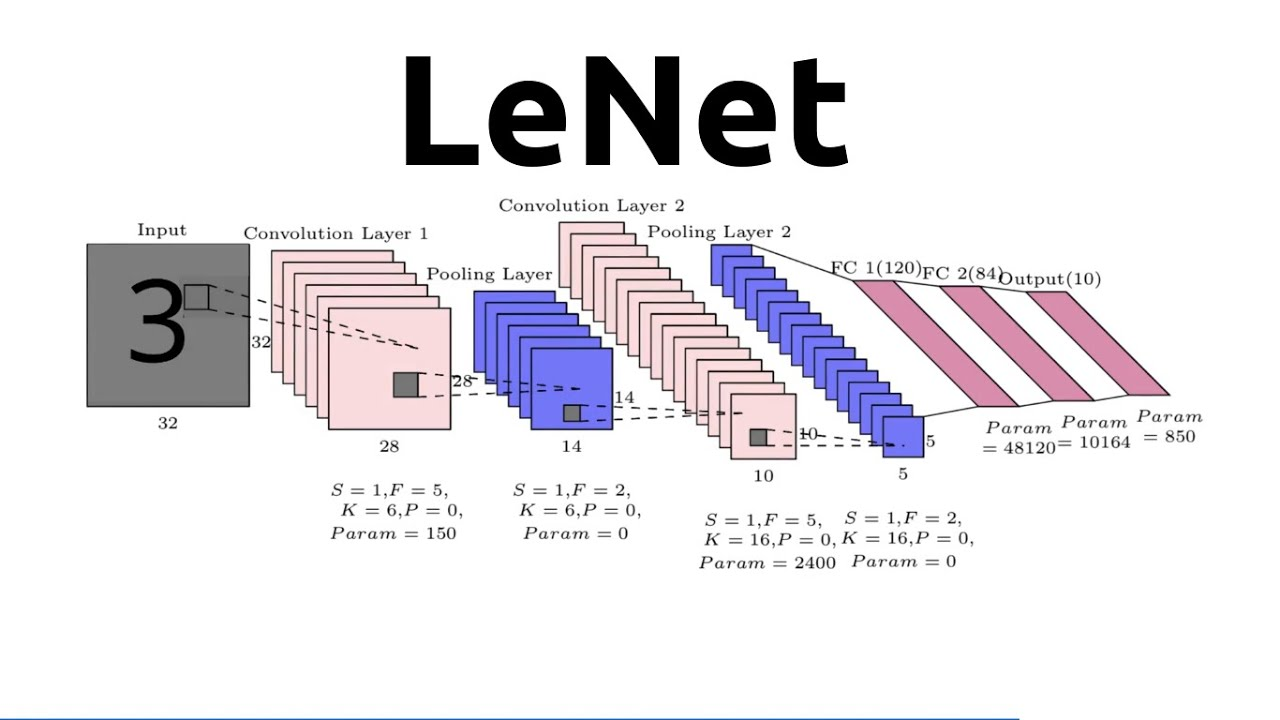 LeNet
Input
3
32
32
Convolution Layer 1
28
28
S = 1,F = 5,
K = 6,P = 0,
Param = 150
Pooling Layer
14
14
S = 1,F = 2,
K = 6,P = 0,
Param = 0
Convolution Layer 2
10
10
S = 1,F = 5,
K = 16,P = 0,
Param = 2400
Pooling Layer 2
5
5
S = 1,F = 2,
K = 16,P = 0,
Param = 0
FC 1(120)
Param
= 48120
FC 2(84)
Param
= 10164
Output(10)
Param
= 850